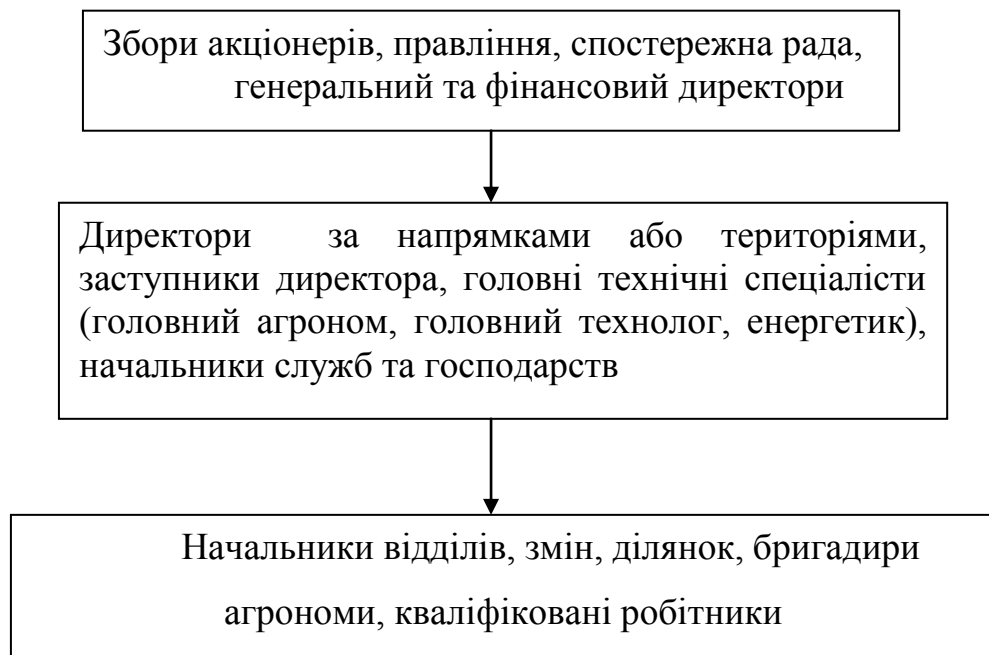 Збори акціонерів, правління, спостережна рада,
генеральний та фінансовий директори
Директори за напрямками або територіями,
заступники директора, головні технічні спеціалісти
(головний агроном, головний технолог, енергетик),
начальники служб та господарств
Начальники відділів, змін, ділянок, бригадири
агрономи, кваліфіковані робітники